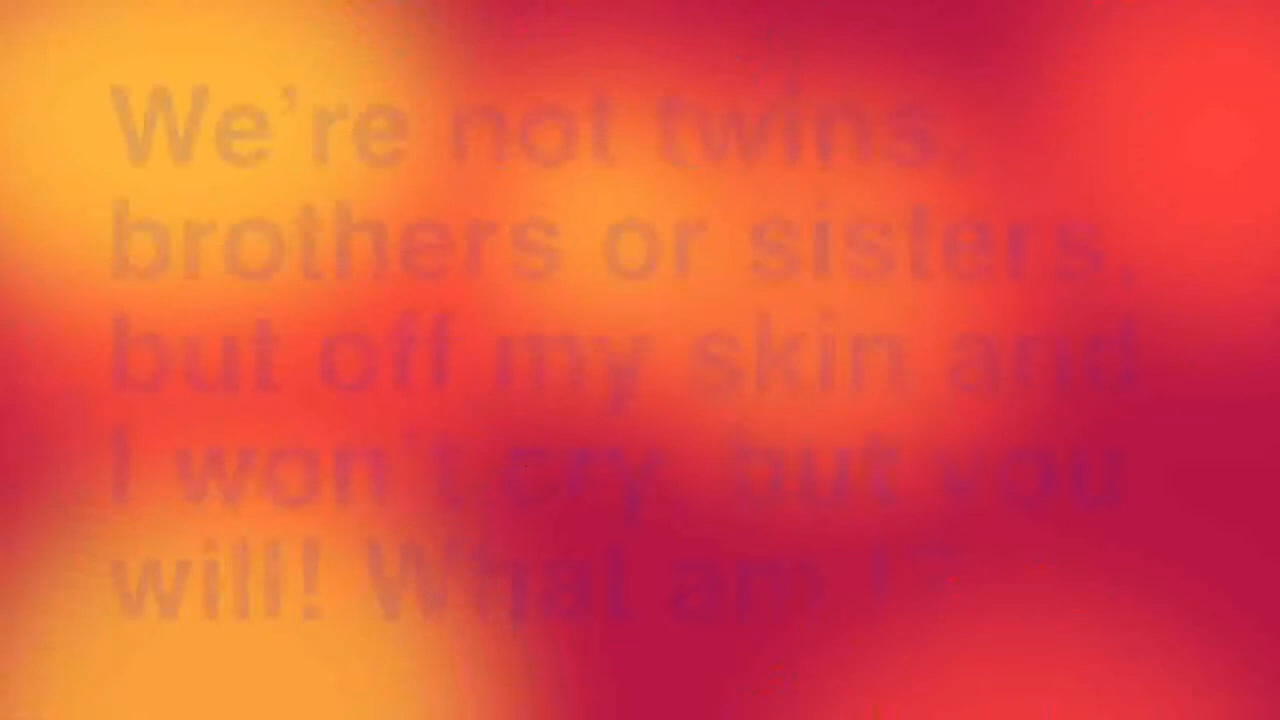 We’re not twins,
brothers or sisters,
but off my skin and
I won’t cry, but you
will! What am I?